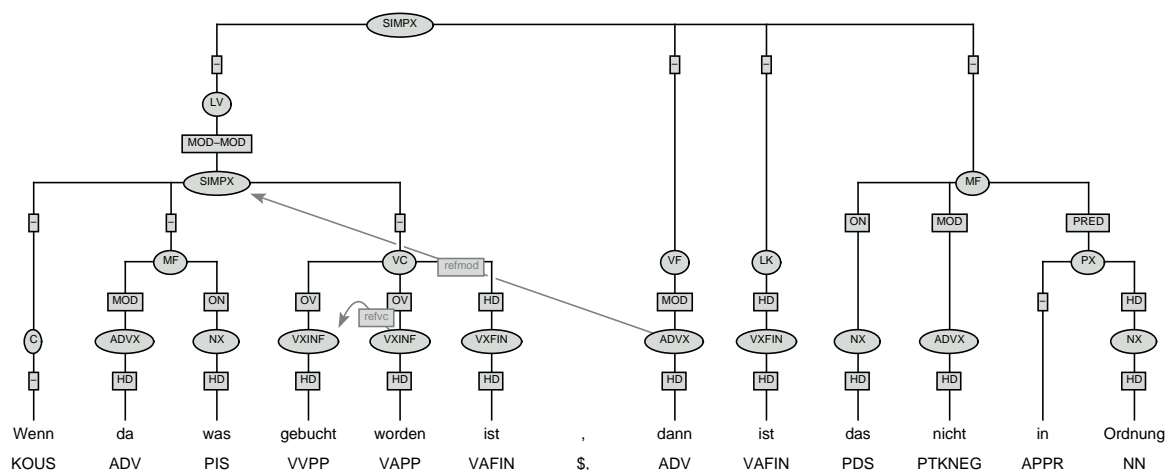 SIMPX
– – – –
LV
MOD–MOD
SIMPX MF
– – – ON MOD PRED
MF VC refmod VF LK PX
MOD ON OV OV HD MOD HD – HD
refvc
C ADVX NX VXINF VXINF VXFIN ADVX VXFIN NX ADVX NX
– HD HD HD HD HD HD HD HD HD HD
Wenn da was gebucht worden ist , dann ist das nicht in Ordnung
KOUS ADV PIS VVPP VAPP VAFIN $, ADV VAFIN PDS PTKNEG APPR NN